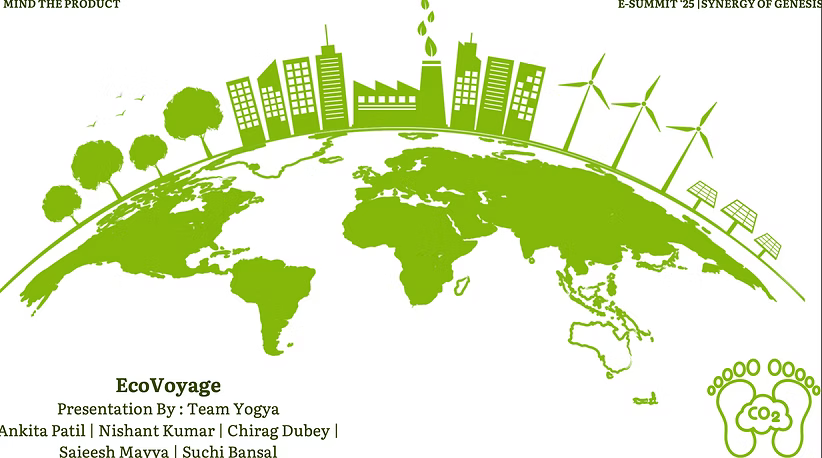 MIND THE PRODUCT
E-SUMMIT '25 | SYNERGY OF GENESIS
EcoVoyage
Presentation By : Team Yogya
Ankita Patil | Nishant Kumar | Chirag Dubey |
Saieesh Mavva | Suchi Bansal
CO2